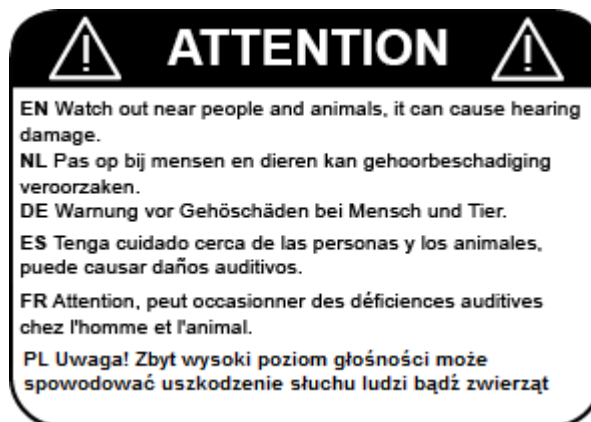 ATTENTION
EN Watch out near people and animals, it can cause hearing
damage.
NL Pas op bij mensen en dieren kan gehoorbeschadiging
veroorzaken.
DE Warnung vor Gehöschäden bei Mensch und Tier.
ES Tenga cuidado cerca de las personas y los animales,
puede causar daños auditivos.
FR Attention, peut occasionner des déficiences auditives
chez l'homme et l'animal.
PL Uwaga! Zbyt wysoki poziom głośności może
spowodować uszkodzenie słuchu ludzi bądź zwierząt